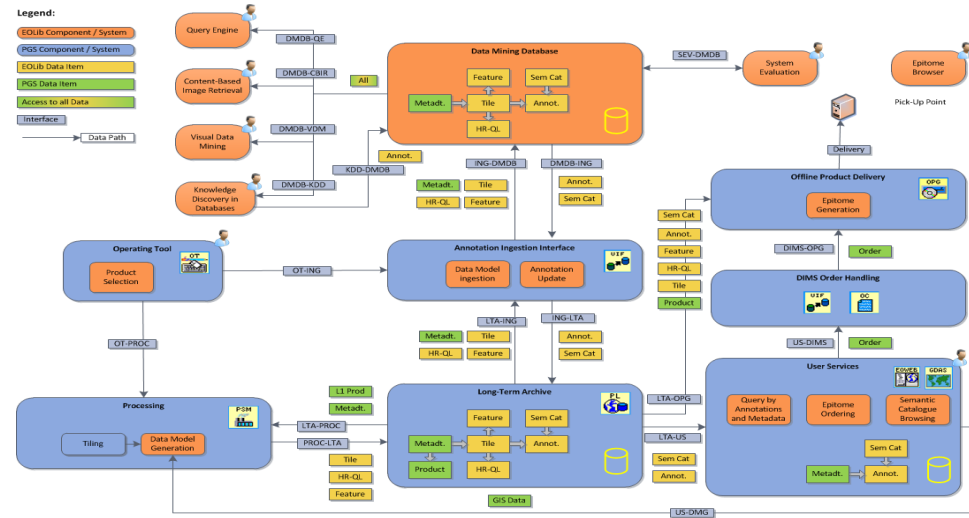 Legend:
EOLib Component / System
PGS Component / System
EOLib Data Item
PGS Data Item
Access to all Data
Interface
Data Path
Query Engine
Content-Based
Image Retrieval
Visual Data
Mining
Knowledge
Discovery in
Databases
DMDB-QE
DMDB-CBIR
DMDB-VDM
DMDB-KDD
KDD-DMDB
All
Annot.
Data Mining Database
Feature
Sem Cat
Metadt.
Tile
Annot.
HR-QL
SEV-DMDB
System
Evaluation
Epitome
Browser
Pick-Up Point
Delivery
ING-DMDB
DMDB-ING
Metadt.
Tile
HR-QL
Feature
Annot.
Sem Cat
Offline Product Delivery
OPG
Epitome
Generation
Sem Cat
Annot.
Feature
HR-QL
Tile
Product
DIMS-OPG
Order
Operating Tool
OT
Product
Selection
OT-ING
OT-PROC
Annotation Ingestion Interface
UIF
Data Model
ingestion
Annotation
Update
DIMS Order Handling
UIF
OC
LTA-ING
ING-LTA
Metadt.
Tile
HR-QL
Feature
Annot.
Sem Cat
US-DIMS
Order
Processing
PSM
Tiling
Data Model
Generation
L1 Prod
Metadt.
LTA-PROC
PROC-LTA
Tile
HR-QL
Feature
Long-Term Archive
PL
Feature
Sem Cat
Metadt.
Tile
Annot.
Product
HR-QL
GIS Data
LTA-OPG
LTA-US
Sem Cat
Annot.
User Services
EOWEB
GDAS
Query by
Annotations
and Metadata
Epitome
Ordering
Semantic
Catalogue
Browsing
Sem Cat
Metadt.
Annot.
US-DMG